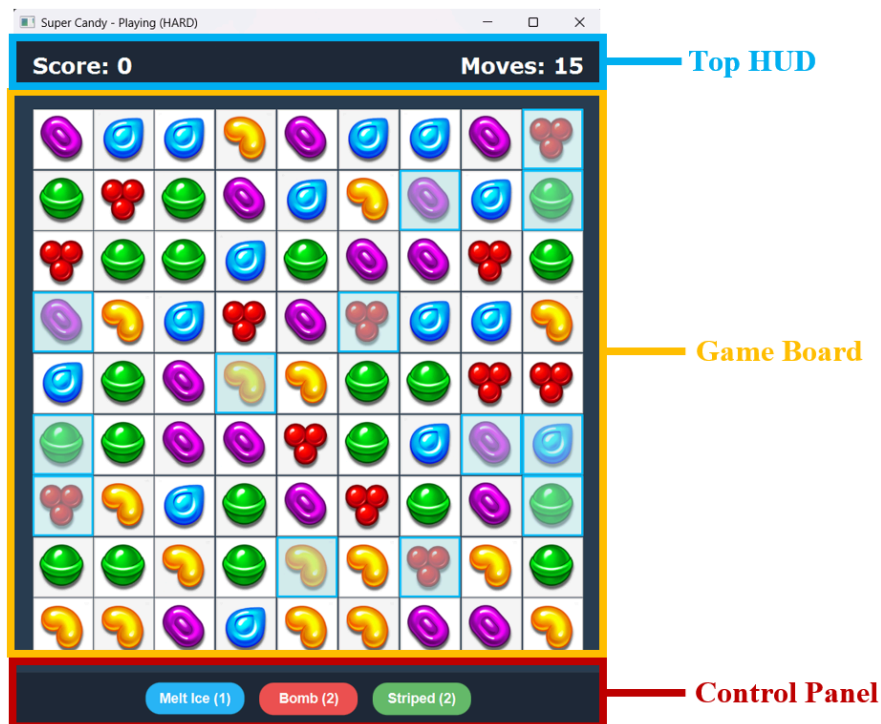 Super Candy - Playing (HARD)
Score: 0
Moves: 15
Top HUD
Game Board
Melt Ice (1)
Bomb (2)
Striped (2)
Control Panel